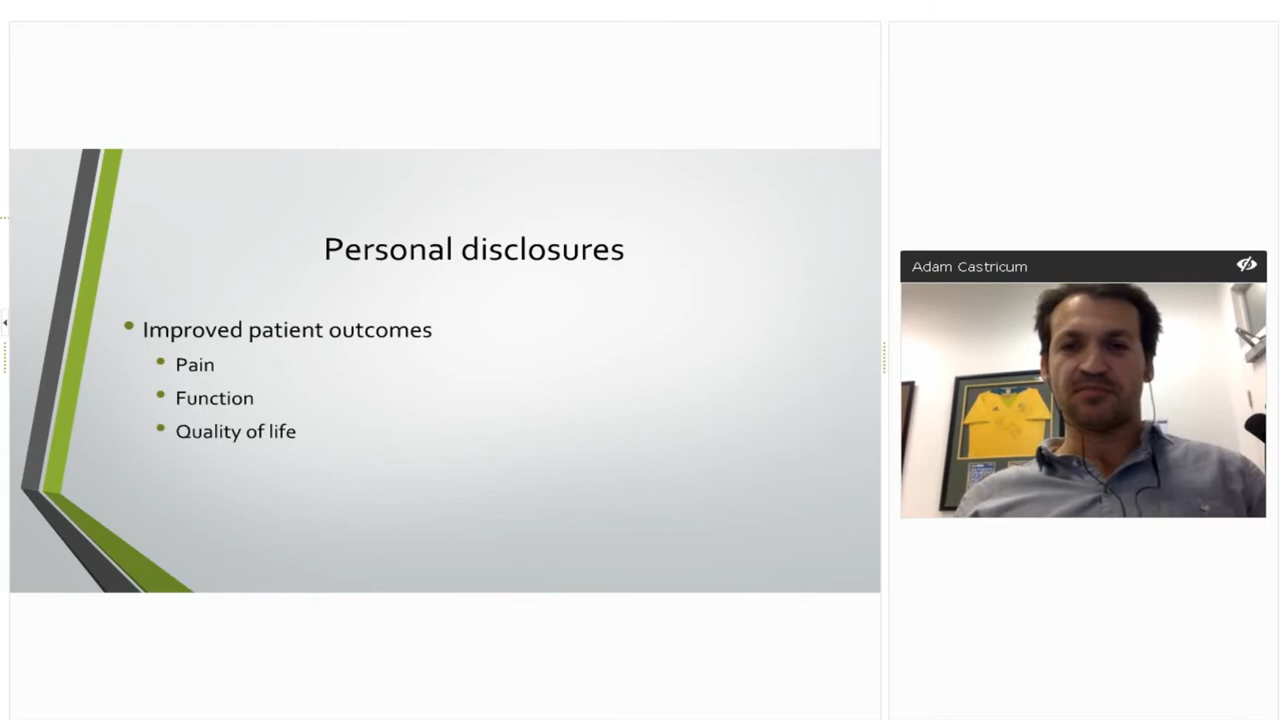 Personal disclosures
Improved patient outcomes
Pain
Function
Quality of life
Adam Castricum